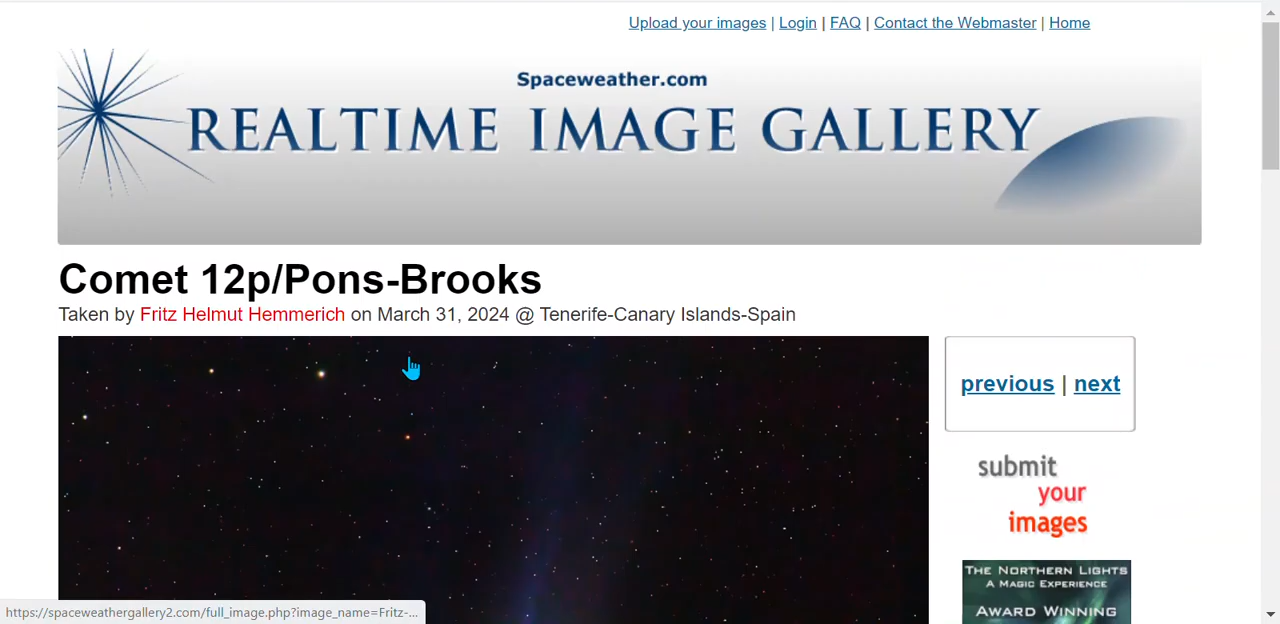 Upload your images | Login | FAQ | Contact the Webmaster | Home
Spaceweather.com
REALTIME IMAGE GALLERY
Comet 12p/Pons-Brooks
Taken by Fritz Helmut Hemmerich on March 31, 2024 @ Tenerife-Canary Islands-Spain
previous | next
submit
your
images
THE NORTHERN LIGHTS
A MAGIC EXPERIENCE
AWARD WINNING
https://spaceweathergallery2.com/full_image.php?image_name=Fritz-...